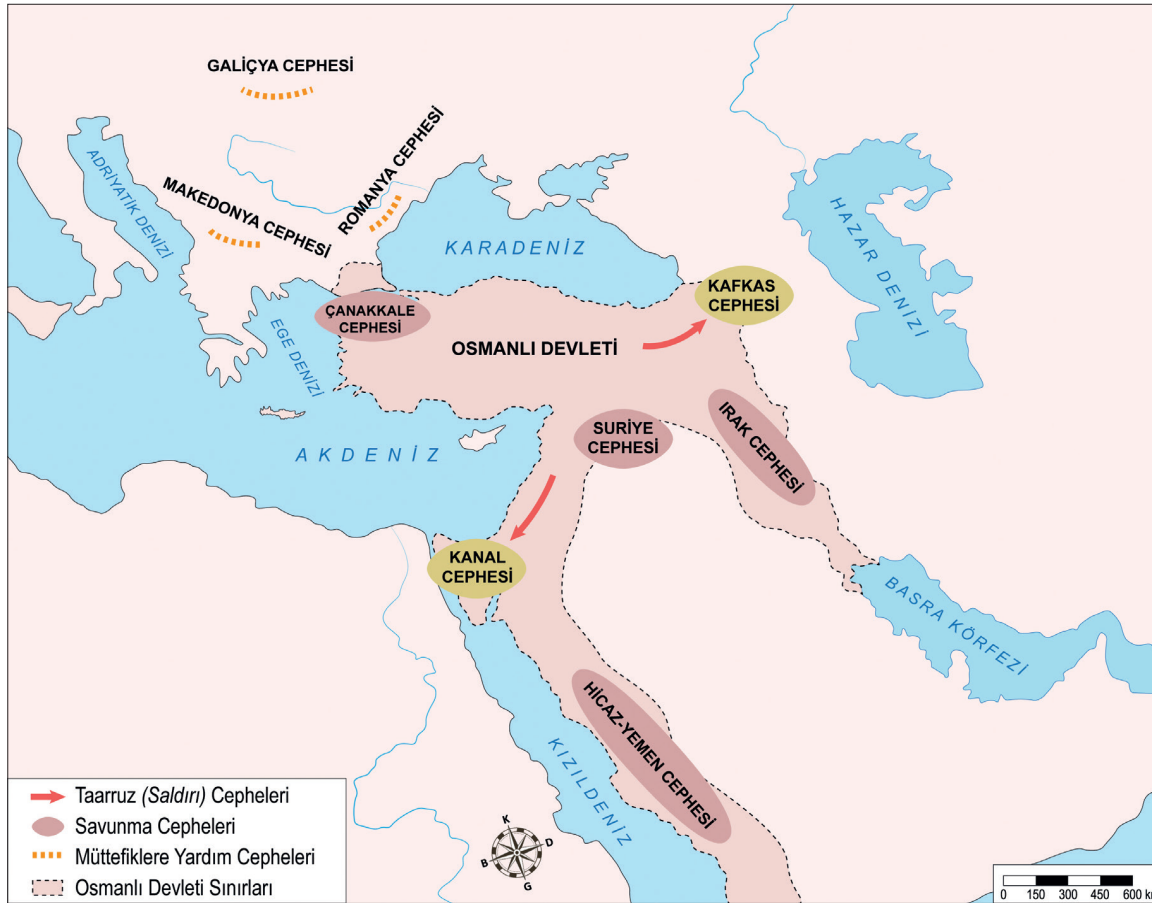 GALİÇYA CEPHESİ
ADRİYATİK DENİZİ
MAKEDONYA CEPHESİ
ROMANYA CEPHESİ
KARADENİZ
HAZAR DENİZİ
KAFKAS
CEPHESİ
ÇANAKKALE
CEPHESİ
EGE DENİZİ
OSMANLI DEVLETİ
SURİYE
CEPHESİ
IRAK CEPHESİ
AKDENİZ
KANAL
CEPHESİ
BASRA KÖRFEZİ
HİCAZ-YEMEN CEPHESİ
KIZILDENİZ
Taarruz (Saldırı) Cepheleri
Savunma Cepheleri
Müttefiklere Yardım Cepheleri
Osmanlı Devleti Sınırları
K
B
D
G
0 150 300 450 600 km